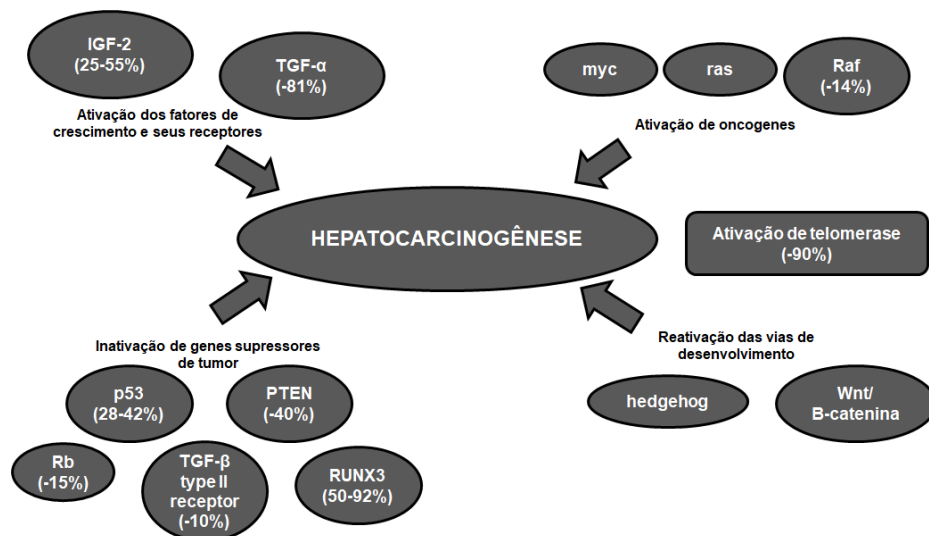 IGF-2
(25-55%)
TGF-α
(-81%)
Ativação dos fatores de
crescimento e seus receptores
myc
ras
Raf
(-14%)
Ativação de oncogenes
HEPATOCARCINOGÊNESE
Ativação de telomerase
(-90%)
Inativação de genes supressores
de tumor
p53
(28-42%)
PTEN
(-40%)
Rb
(-15%)
TGF-β
type II
receptor
(-10%)
RUNX3
(50-92%)
Reativação das vias de
desenvolvimento
hedgehog
Wnt/
B-catenina